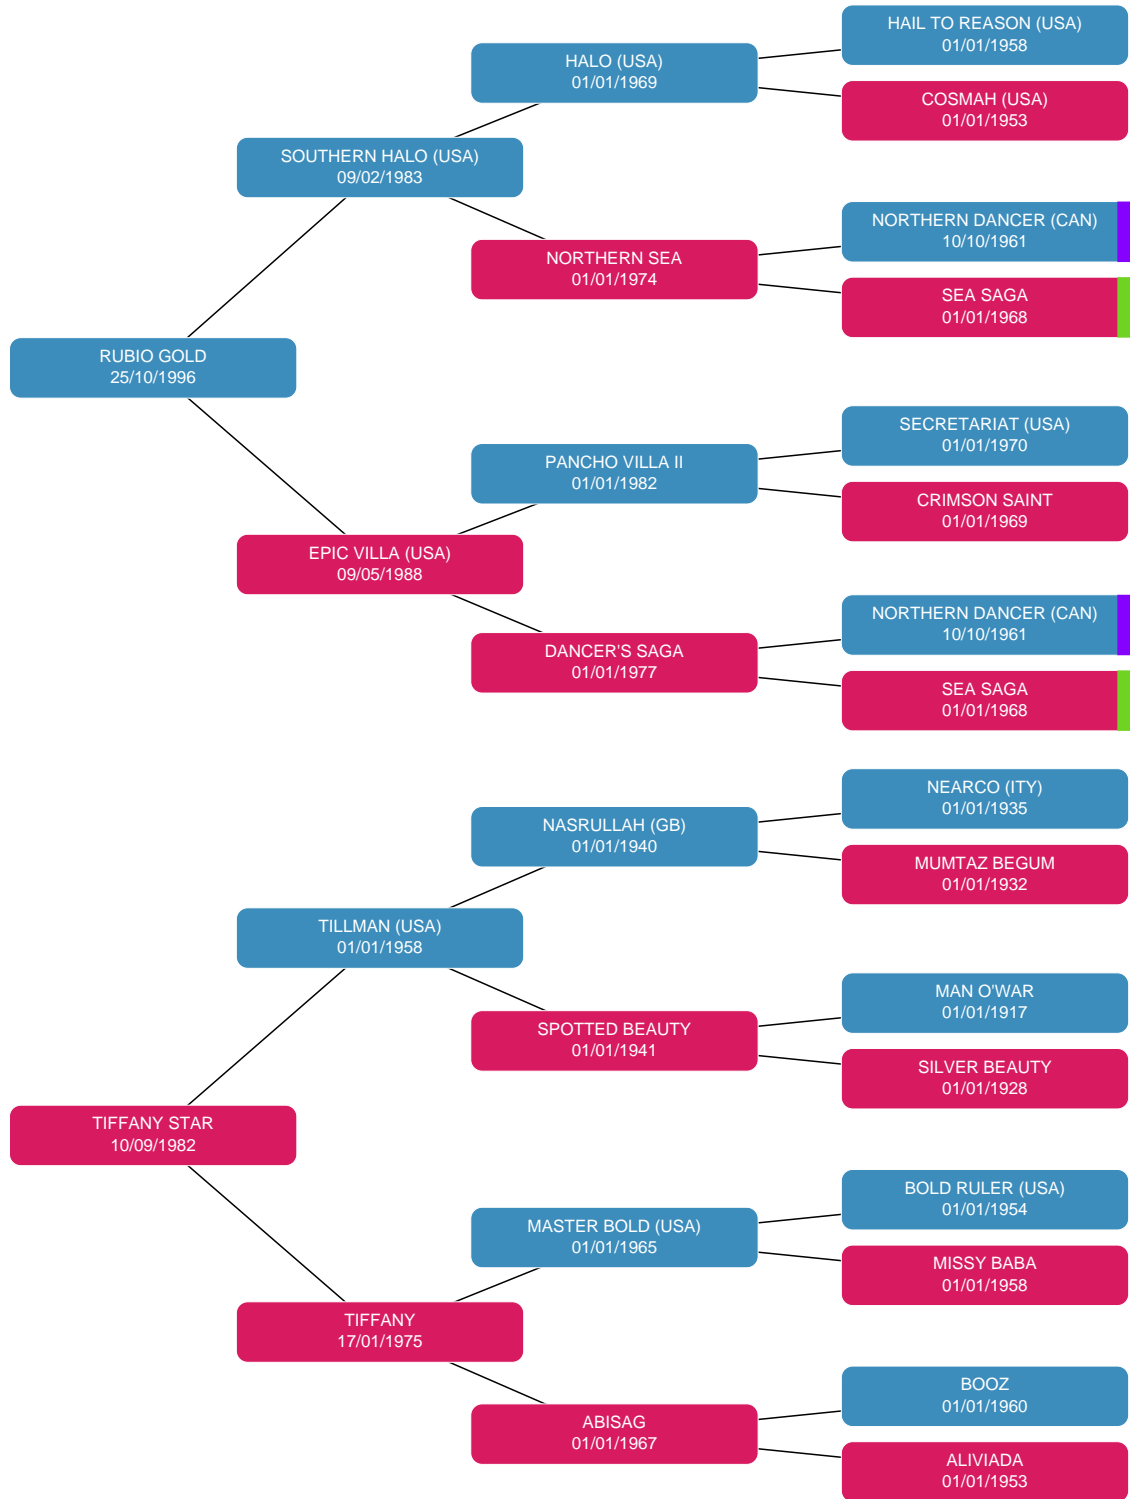 HAIL TO REASON (USA)
01/01/1958
HALO (USA)
01/01/1969
COSMAH (USA)
01/01/1953
SOUTHERN HALO (USA)
09/02/1983
NORTHERN DANCER (CAN)
10/10/1961
NORTHERN SEA
01/01/1974
SEA SAGA
01/01/1968
RUBIO GOLD
25/10/1996
SECRETARIAT (USA)
01/01/1970
PANCHO VILLA II
01/01/1982
CRIMSON SAINT
01/01/1969
EPIC VILLA (USA)
09/05/1988
NORTHERN DANCER (CAN)
10/10/1961
DANCER'S SAGA
01/01/1977
SEA SAGA
01/01/1968
NEARCO (ITY)
01/01/1935
NASRULLAH (GB)
01/01/1940
MUMTAZ BEGUM
01/01/1932
TILLMAN (USA)
01/01/1958
MAN O'WAR
01/01/1917
SPOTTED BEAUTY
01/01/1941
SILVER BEAUTY
01/01/1928
TIFFANY STAR
10/09/1982
BOLD RULER (USA)
01/01/1954
MASTER BOLD (USA)
01/01/1965
MISSY BABA
01/01/1958
TIFFANY
17/01/1975
BOOZ
01/01/1960
ABISAG
01/01/1967
ALIVIADA
01/01/1953